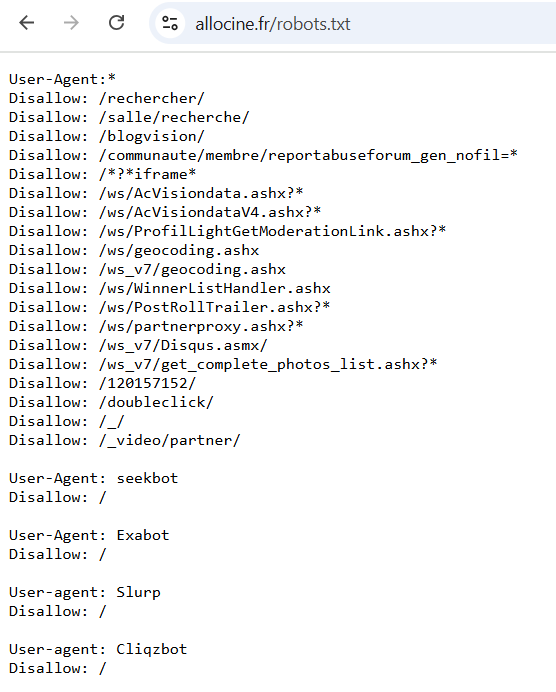 allocine.fr/robots.txt
User-Agent:*
Disallow: /rechercher/
Disallow: /salle/recherche/
Disallow: /blogvision/
Disallow: /communaute/membre/reportabuseforum_gen_nofil=*
Disallow: /*?*iframe*
Disallow: /ws/AcVisiondata.ashx?*
Disallow: /ws/AcVisiondataV4.ashx?*
Disallow: /ws/ProfilLightGetModerationLink.ashx?*
Disallow: /ws/geocoding.ashx
Disallow: /ws_v7/geocoding.ashx
Disallow: /ws/WinnerListHandler.ashx
Disallow: /ws/PostRollTrailer.ashx?*
Disallow: /ws/partnerproxy.ashx?*
Disallow: /ws_v7/Disqus.asmx/
Disallow: /ws_v7/get_complete_photos_list.ashx?*
Disallow: /120157152/
Disallow: /doubleclick/
Disallow: /_/
Disallow: /_video/partner/
User-Agent: seekbot
Disallow: /
User-Agent: Exabot
Disallow: /
User-agent: Slurp
Disallow: /
User-agent: Cliqzbot
Disallow: /